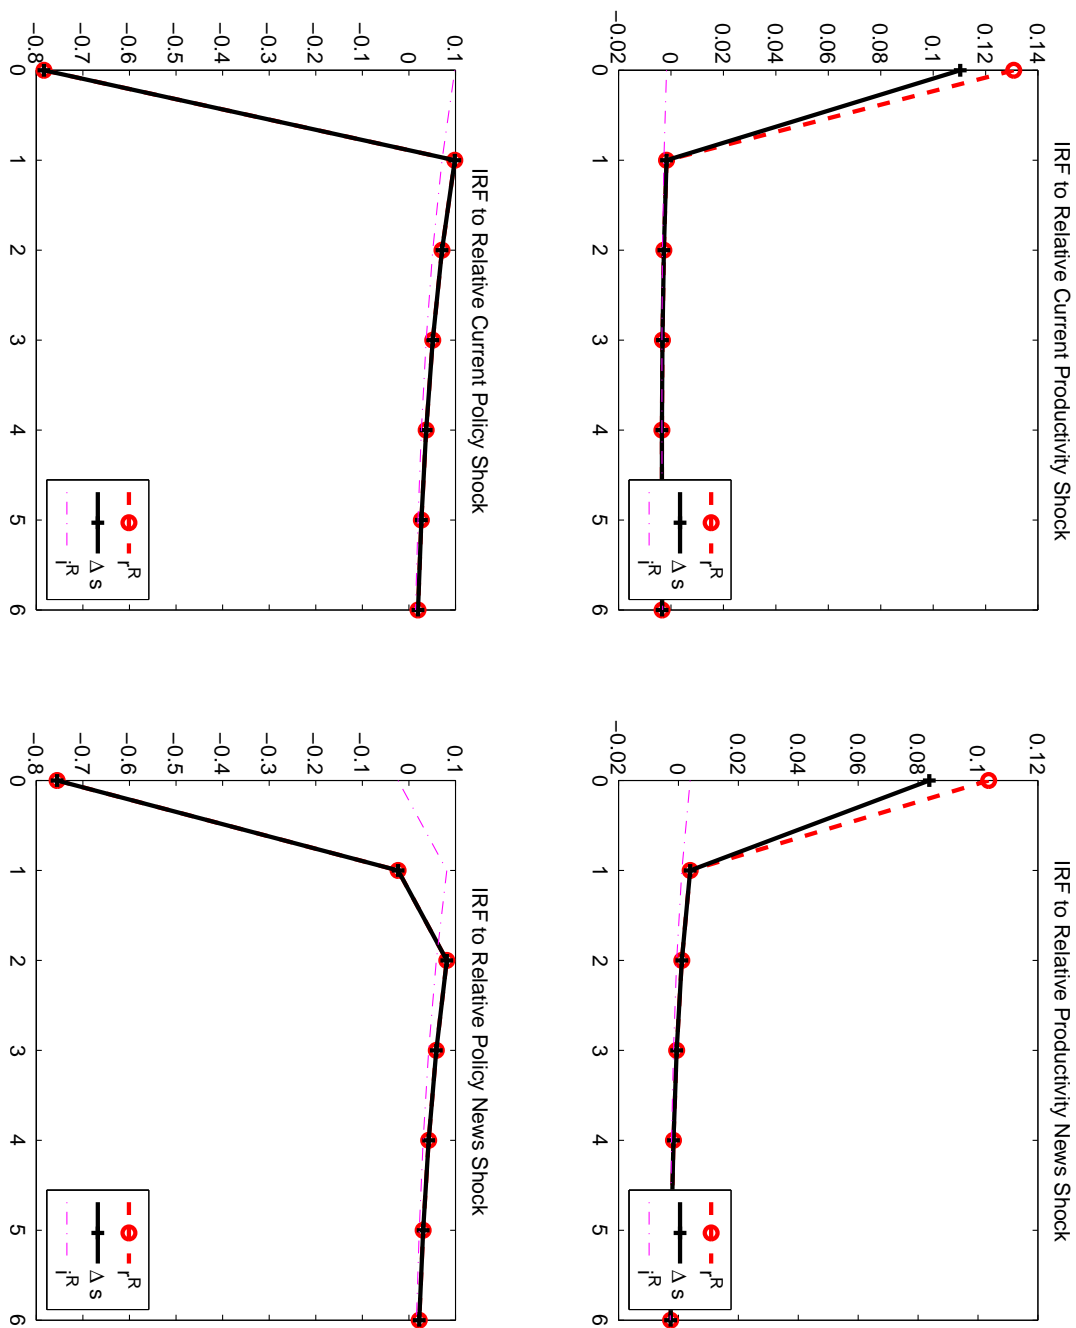 IRF to Relative Current Productivity Shock
0.14
0.12
0.1
0.08
0.06
0.04
0.02
0
−0.02
0 1 2 3 4 5 6
r^R
Δ s
i^R
IRF to Relative Productivity News Shock
0.12
0.1
0.08
0.06
0.04
0.02
0
−0.02
0 1 2 3 4 5 6
r^R
Δ s
i^R
IRF to Relative Current Policy Shock
0.1
0
−0.1
−0.2
−0.3
−0.4
−0.5
−0.6
−0.7
−0.8
0 1 2 3 4 5 6
r^R
Δ s
i^R
IRF to Relative Policy News Shock
0.1
0
−0.1
−0.2
−0.3
−0.4
−0.5
−0.6
−0.7
−0.8
0 1 2 3 4 5 6
r^R
Δ s
i^R